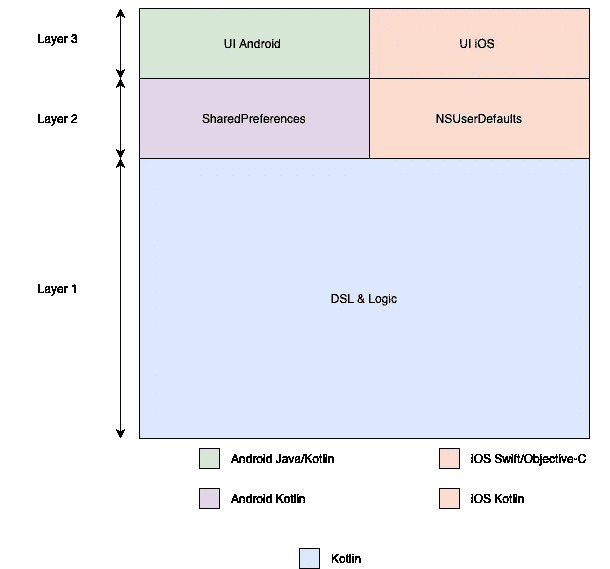 Layer 3
UI Android
UI iOS
Layer 2
SharedPreferences
NSUserDefaults
Layer 1
DSL & Logic
Android Java/Kotlin
iOS Swift/Objective-C
Android Kotlin
iOS Kotlin
Kotlin